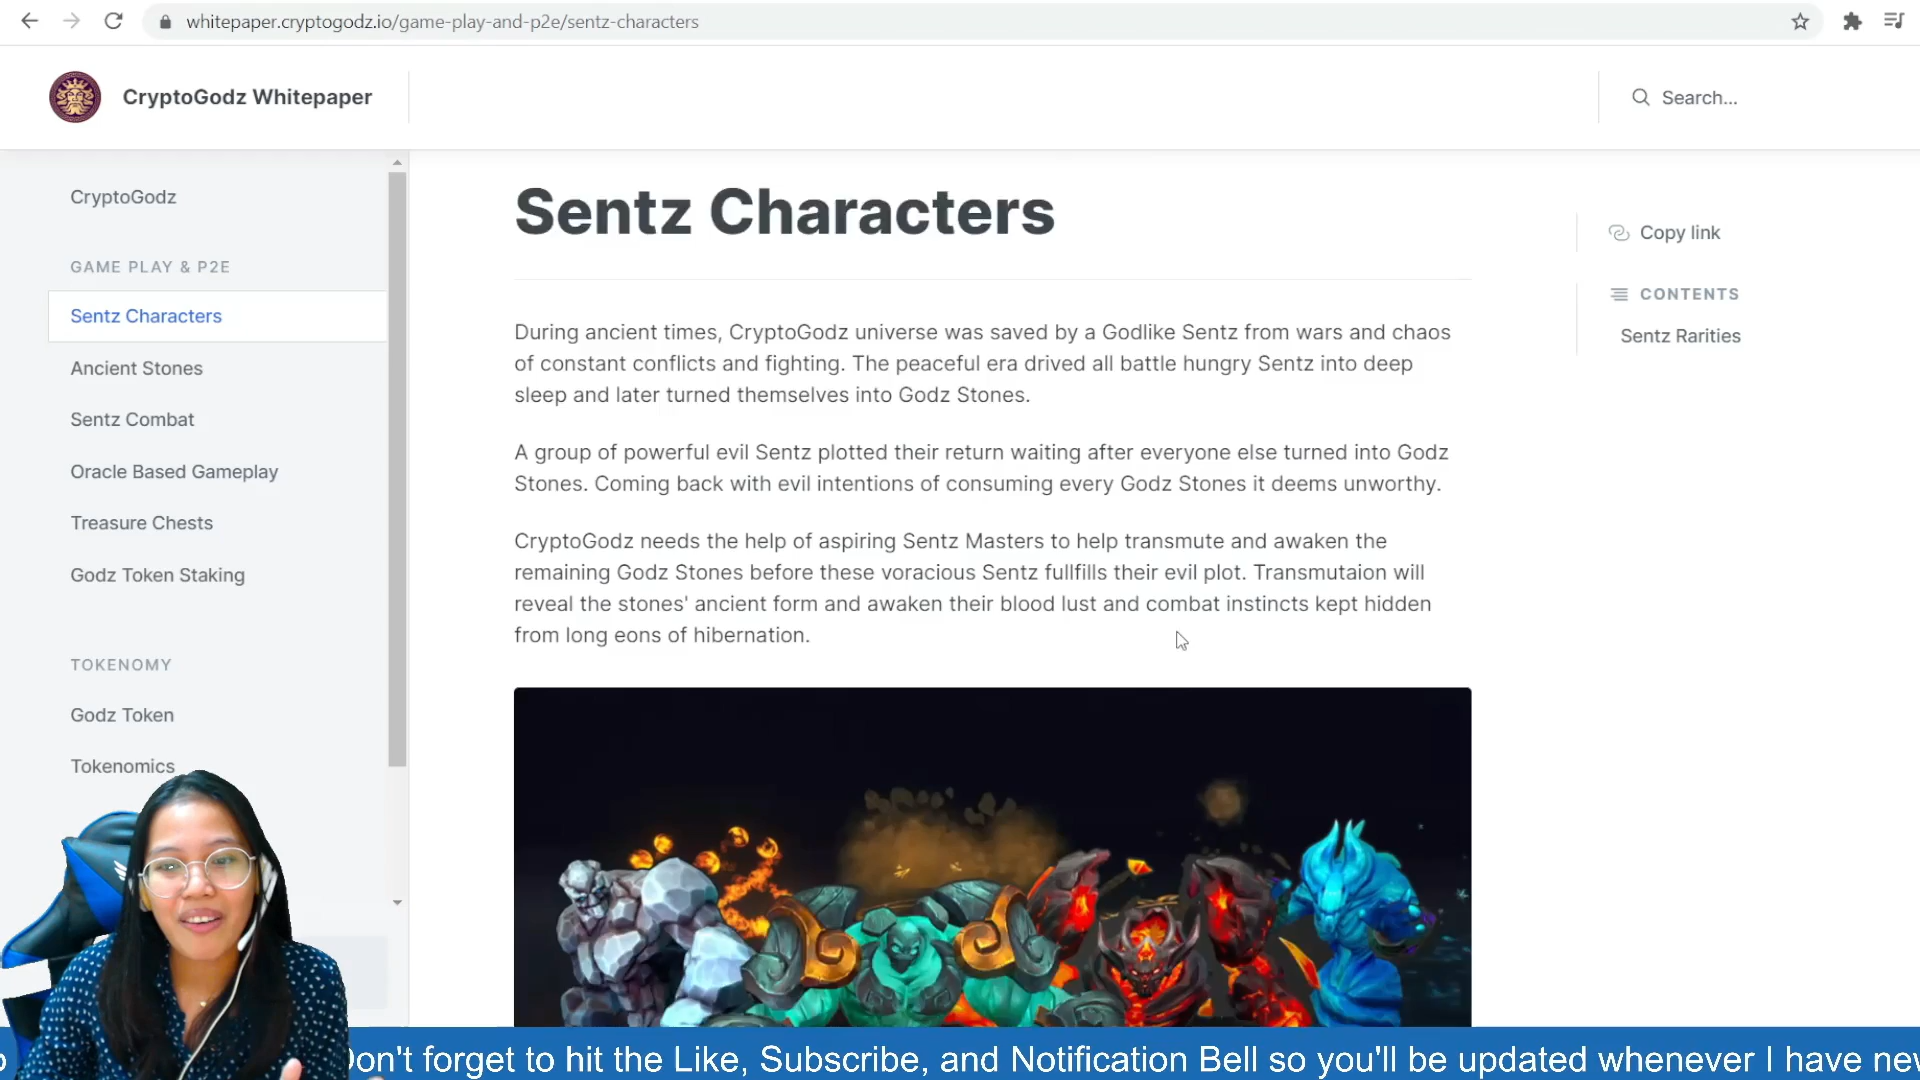 whitepaper.cryptogodz.io/game-play-and-p2e/sentz-characters
CryptoGodz Whitepaper
Search...
CryptoGodz
GAME PLAY & P2E
Sentz Characters
Ancient Stones
Sentz Combat
Oracle Based Gameplay
Treasure Chests
Godz Token Staking
TOKENOMY
Godz Token
Tokenomics
Sentz Characters
During ancient times, CryptoGodz universe was saved by a Godlike Sentz from wars and chaos
of constant conflicts and fighting. The peaceful era drived all battle hungry Sentz into deep
sleep and later turned themselves into Godz Stones.
A group of powerful evil Sentz plotted their return waiting after everyone else turned into Godz
Stones. Coming back with evil intentions of consuming every Godz Stones it deems unworthy.
CryptoGodz needs the help of aspiring Sentz Masters to help transmute and awaken the
remaining Godz Stones before these voracious Sentz fullfills their evil plot. Transmutaion will
reveal the stones' ancient form and awaken their blood lust and combat instincts kept hidden
from long eons of hibernation.
Copy link
CONTENTS
Sentz Rarities
Don't forget to hit the Like, Subscribe, and Notification Bell so you'll be updated whenever I have new